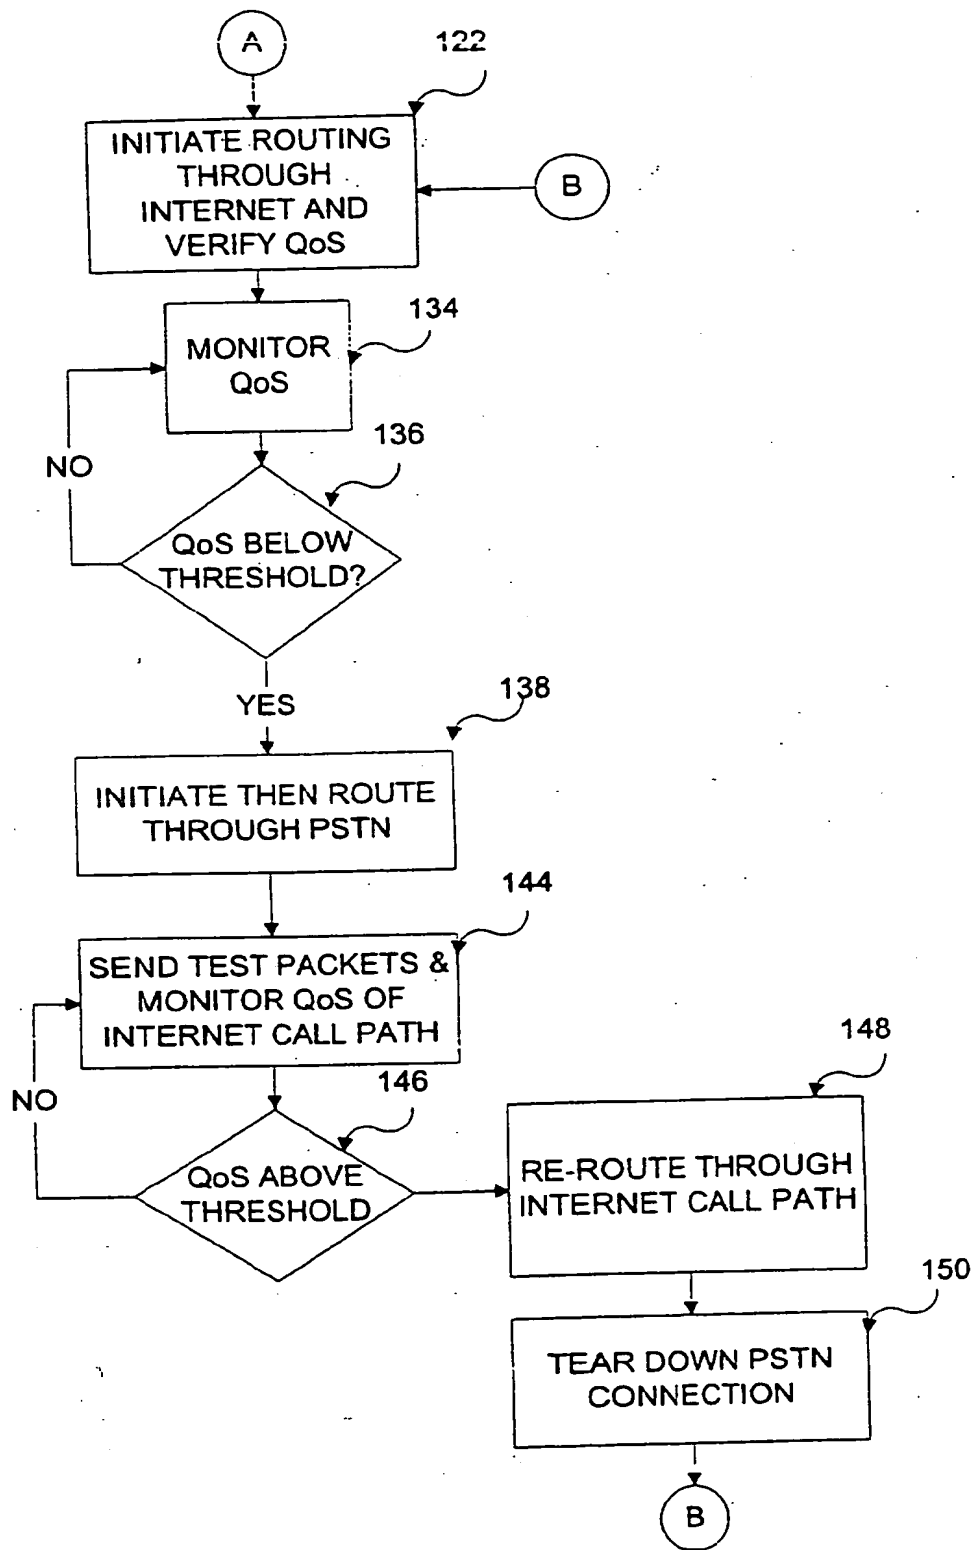 A
122
INITIATE ROUTING
THROUGH
INTERNET AND
VERIFY QoS
B
134
MONITOR
QoS
136
NO
QoS BELOW
THRESHOLD?
YES
138
INITIATE THEN ROUTE
THROUGH PSTN
144
SEND TEST PACKETS &
MONITOR QoS OF
INTERNET CALL PATH
146
NO
QoS ABOVE
THRESHOLD
148
RE-ROUTE THROUGH
INTERNET CALL PATH
150
TEAR DOWN PSTN
CONNECTION
B